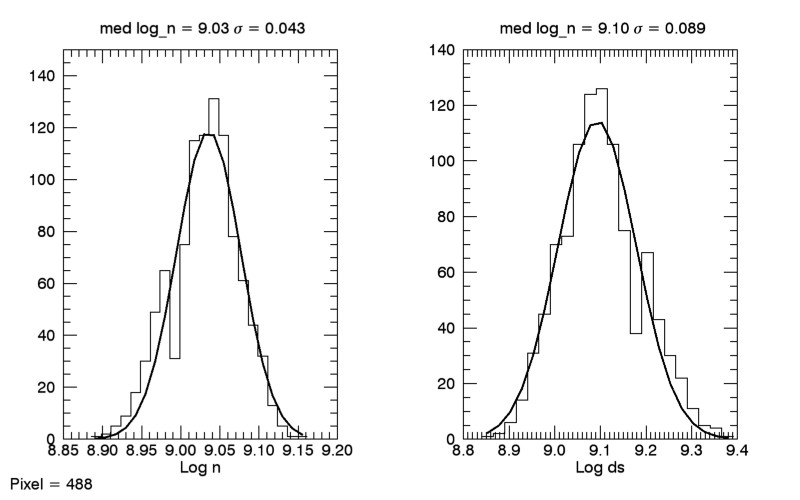 med log_n = 9.03 σ = 0.043
med log_n = 9.10 σ = 0.089
140
120
100
80
60
40
20
0
8.85 8.90 8.95 9.00 9.05 9.10 9.15 9.20
Log n
140
120
100
80
60
40
20
0
8.8 8.9 9.0 9.1 9.2 9.3 9.4
Log ds
Pixel = 488